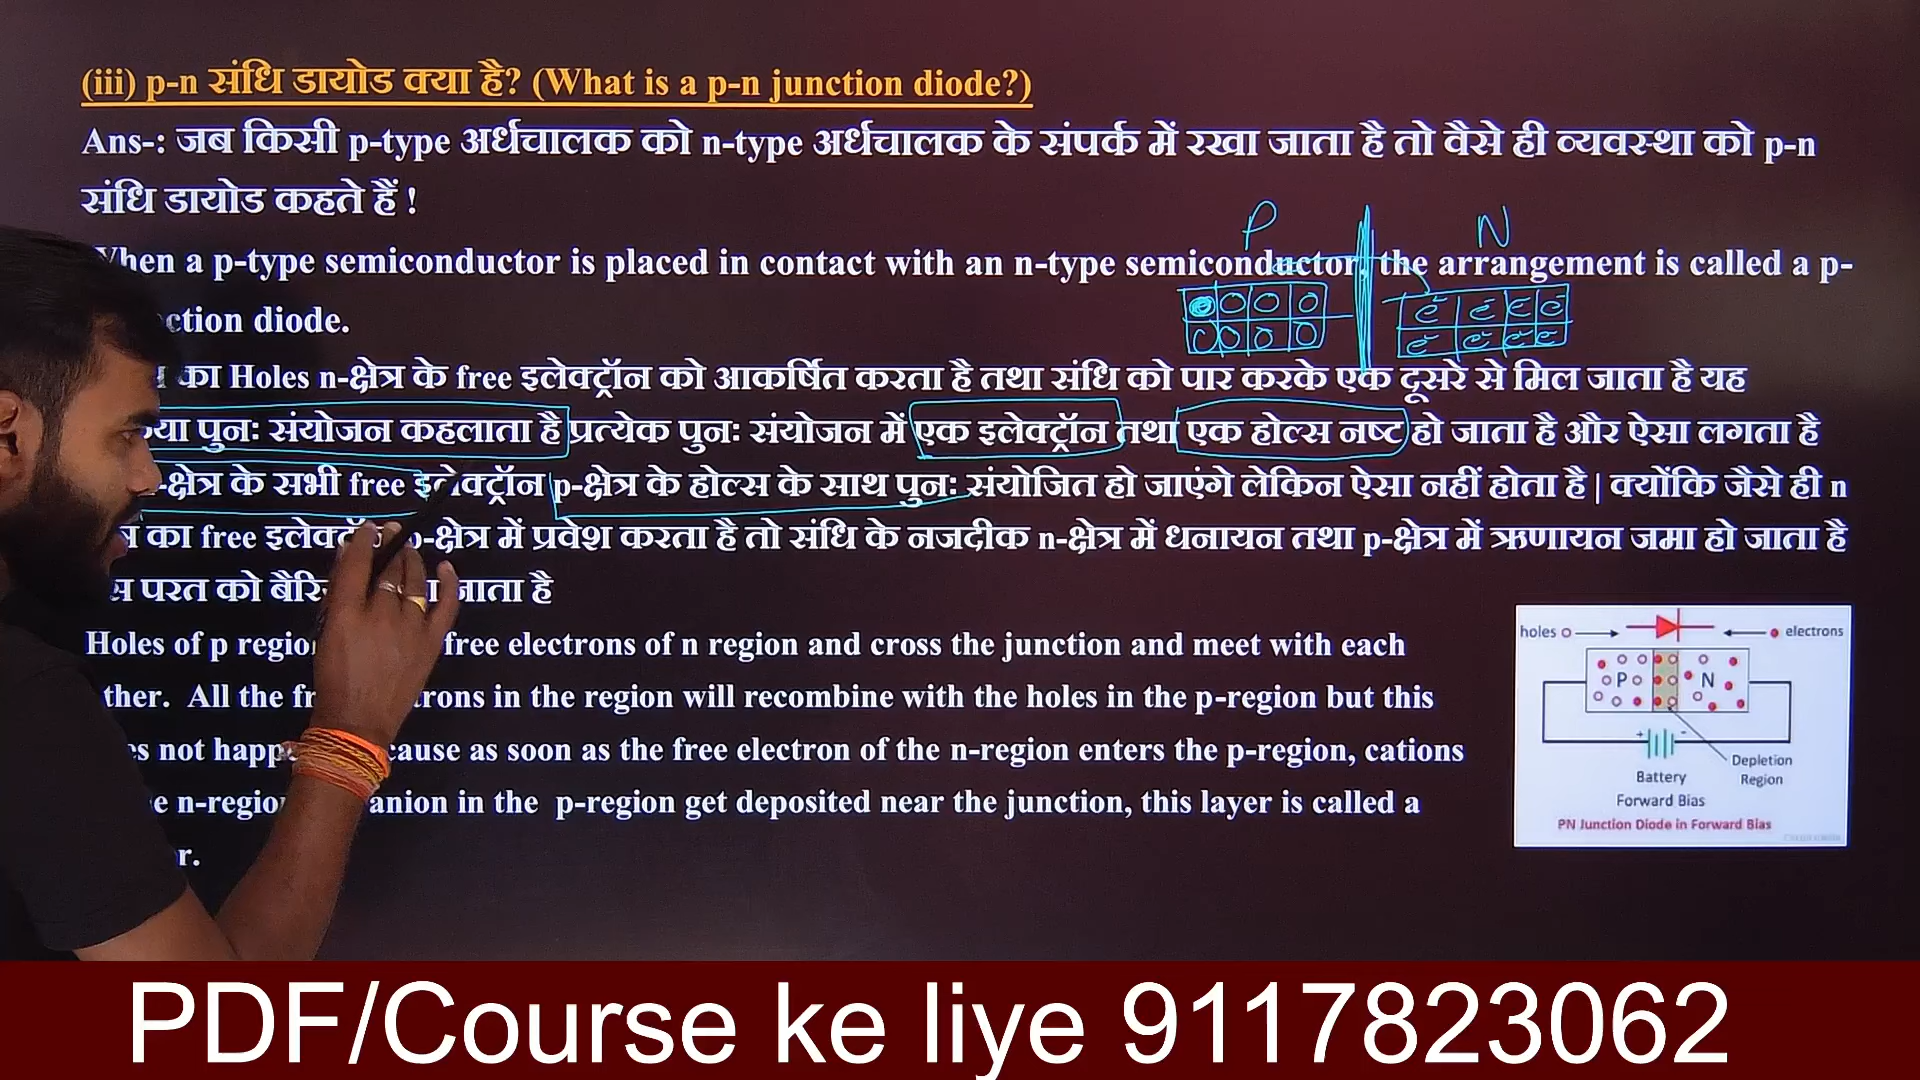 (iii) p-n संधि डायोड क्या है? (What is a p-n junction diode?)
Ans-: जब किसी p-type अर्धचालक को n-type अर्धचालक के संपर्क में रखा जाता है तो वैसे ही व्यवस्था को p-n
संधि डायोड कहते हैं !
P N
When a p-type semiconductor is placed in contact with an n-type semiconductor, the arrangement is called a p-
diode.
का Holes n-क्षेत्र के free इलेक्ट्रॉन को आकर्षित करता है तथा संधि को पार करके एक दूसरे से मिल जाता है यह
पुनः संयोजन कहलाता है प्रत्येक पुनः संयोजन में एक इलेक्ट्रॉन तथा एक होल्स नष्ट हो जाता है और ऐसा लगता है
-क्षेत्र के सभी free इलेक्ट्रॉन p-क्षेत्र के होल्स के साथ पुनः संयोजित हो जाएंगे लेकिन ऐसा नहीं होता है | क्योंकि जैसे ही n
का free इलेक्ट्रॉन p-क्षेत्र में प्रवेश करता है तो संधि के नजदीक n-क्षेत्र में धनायन तथा p-क्षेत्र में ऋणायन जमा हो जाता है
परत को जाता है
Holes of p free electrons of n region and cross the junction and meet with each
ther. All the in the region will recombine with the holes in the p-region but this
not as soon as the free electron of the n-region enters the p-region, cations
n-region anion in the p-region get deposited near the junction, this layer is called a
holes electrons
P N
+ -
Depletion
Region
Battery
Forward Bias
PN Junction Diode in Forward Bias
PDF/Course ke liye 9117823062